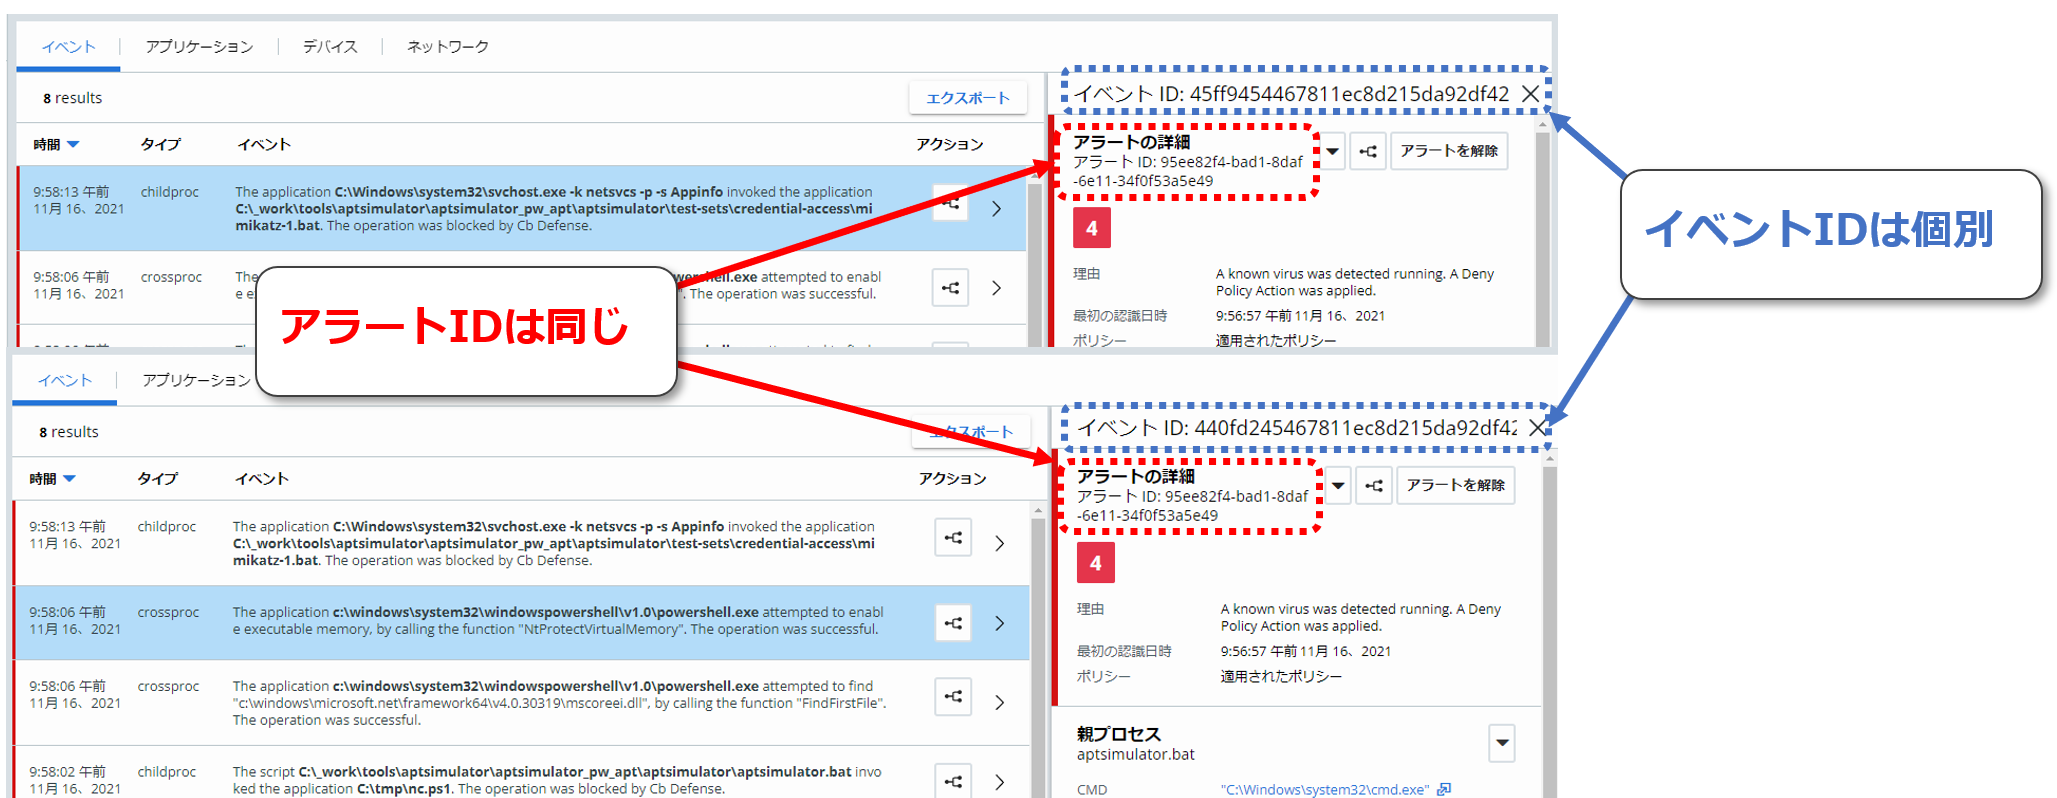 イベント
アプリケーション
デバイス
ネットワーク
8 results
エクスポート
時間
タイプ
イベント
アクション
9:58:13 午前
11月 16、2021
childproc
The application C:\Windows\system32\svchost.exe -k netsvcs -p -s Appinfo invoked the application
C:\_work\tools\aptsimulator\aptsimulator_pw_apt\aptsimulator\test-sets\credential-access\mi
mikatz-1.bat. The operation was blocked by Cb Defense.
9:58:06 午前
11月 16、2021
crossproc
The
powershell.exe attempted to enabl
e e
". The operation was successful.
イベント ID: 45ff9454467811ec8d215da92df42
アラートの詳細
アラート ID: 95ee82f4-bad1-8daf
-6e11-34f0f53a5e49
アラートを解除
4
理由
A known virus was detected running. A Deny
Policy Action was applied.
最初の認識日時
9:56:57 午前 11月 16、2021
ポリシー
適用されたポリシー
アラートIDは同じ
イベントIDは個別
イベント
アプリケーション
8 results
エクスポート
時間
タイプ
イベント
アクション
9:58:13 午前
11月 16、2021
childproc
The application C:\Windows\system32\svchost.exe -k netsvcs -p -s Appinfo invoked the application
C:\_work\tools\aptsimulator\aptsimulator_pw_apt\aptsimulator\test-sets\credential-access\mi
mikatz-1.bat. The operation was blocked by Cb Defense.
9:58:06 午前
11月 16、2021
crossproc
The application c:\windows\system32\windowspowershell\v1.0\powershell.exe attempted to enabl
e executable memory, by calling the function "NtProtectVirtualMemory". The operation was successful.
9:58:06 午前
11月 16、2021
crossproc
The application c:\windows\system32\windowspowershell\v1.0\powershell.exe attempted to find
"c:\windows\microsoft.net\framework64\v4.0.30319\mscoreei.dll", by calling the function "FindFirstFile".
The operation was successful.
9:58:02 午前
11月 16、2021
childproc
The script C:\_work\tools\aptsimulator\aptsimulator_pw_apt\aptsimulator\aptsimulator.bat invo
ked the application C:\tmp\nc.ps1. The operation was blocked by Cb Defense.
イベント ID: 440fd245467811ec8d215da92df42
アラートの詳細
アラート ID: 95ee82f4-bad1-8daf
-6e11-34f0f53a5e49
アラートを解除
4
理由
A known virus was detected running. A Deny
Policy Action was applied.
最初の認識日時
9:56:57 午前 11月 16、2021
ポリシー
適用されたポリシー
親プロセス
aptsimulator.bat
CMD
"C:\Windows\system32\cmd.exe"